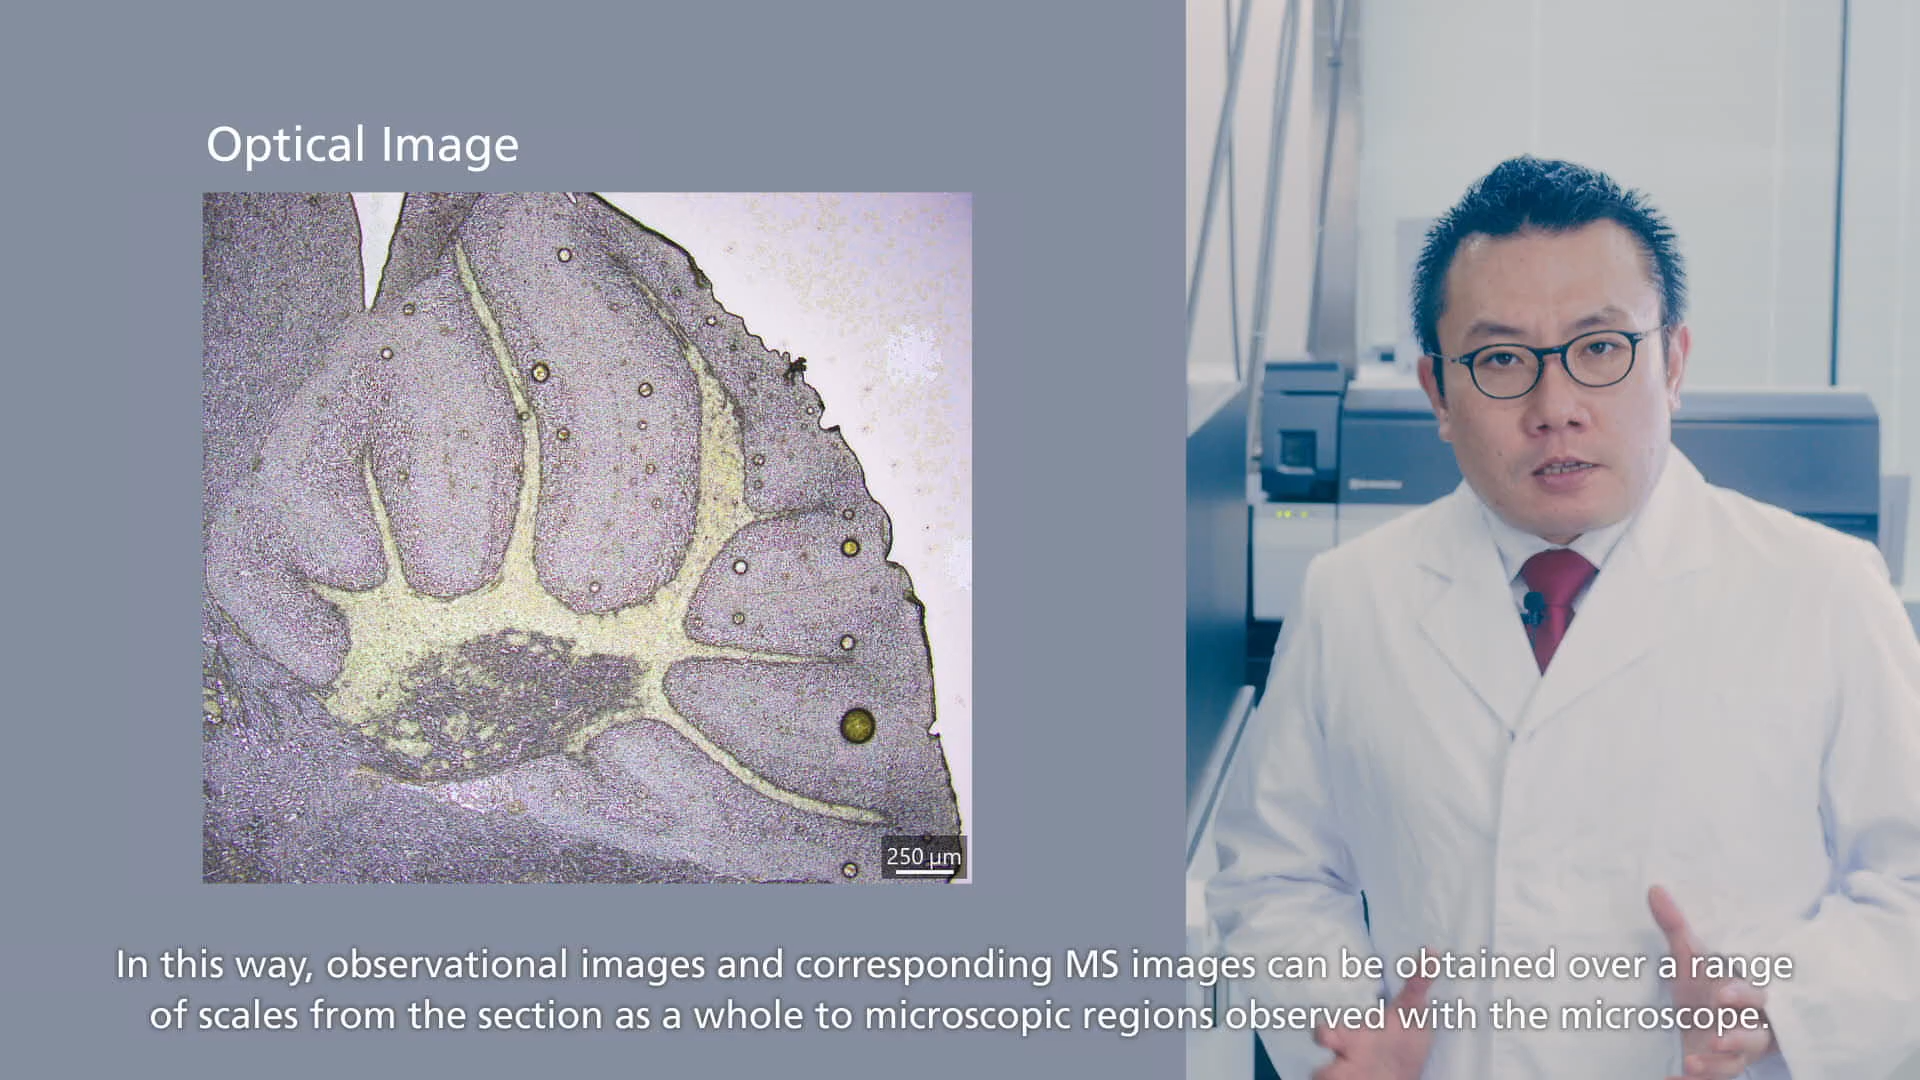 Optical Image
250 µm
In this way, observational images and corresponding MS images can be obtained over a range
of scales from the section as a whole to microscopic regions observed with the microscope.